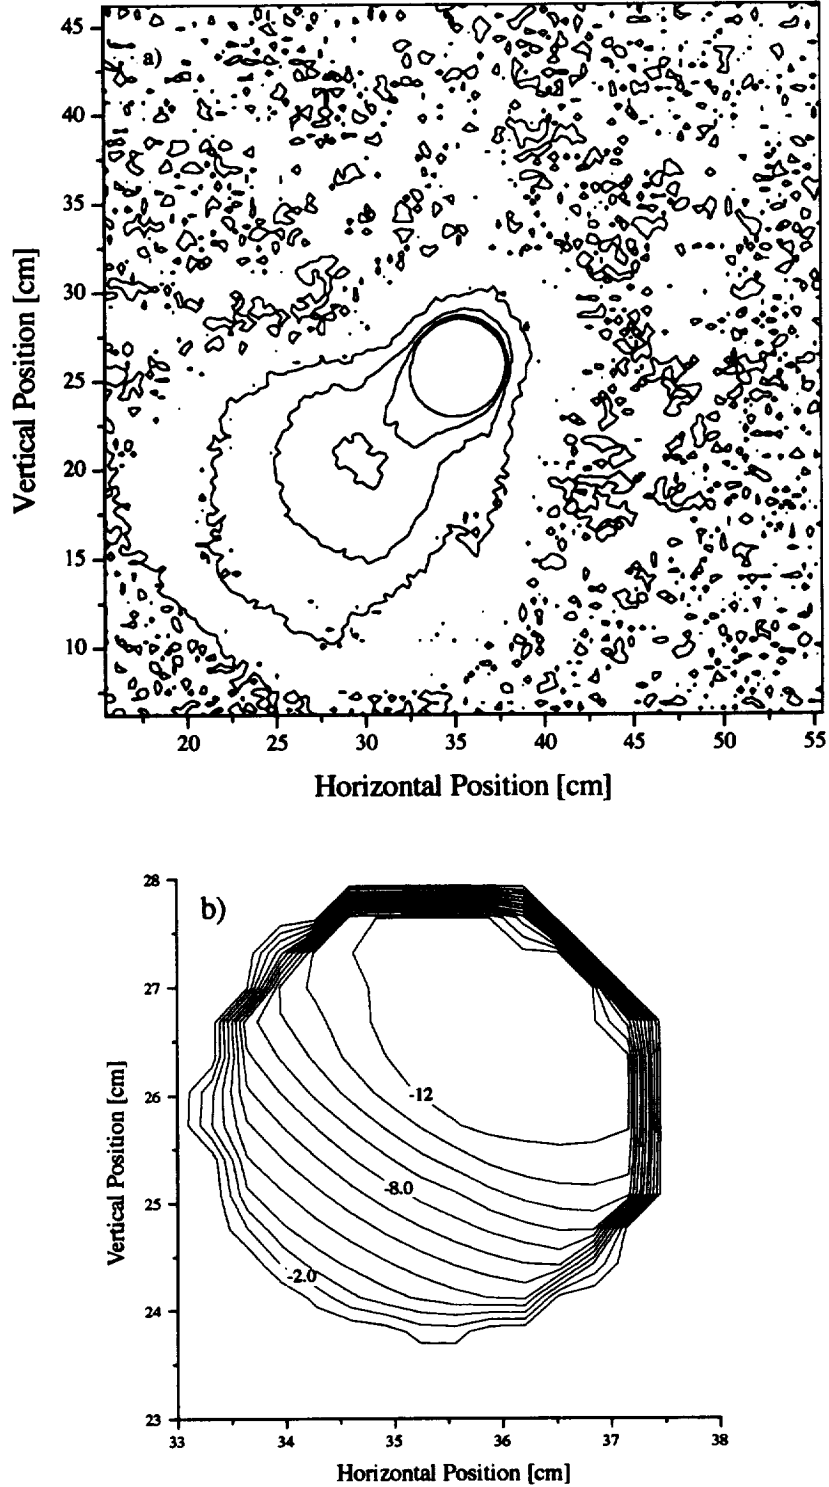 a)
45
40
35
30
25
20
15
10
Vertical Position [cm]
20 25 30 35 40 45 50 55
Horizontal Position [cm]
b)
28
27
26
25
24
23
Vertical Position [cm]
-12
-8.0
-2.0
33 34 35 36 37 38
Horizontal Position [cm]